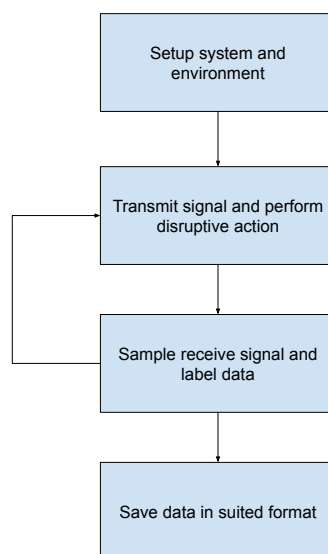 Setup system and
environment
Transmit signal and perform
disruptive action
Sample receive signal and
label data
Save data in suited format